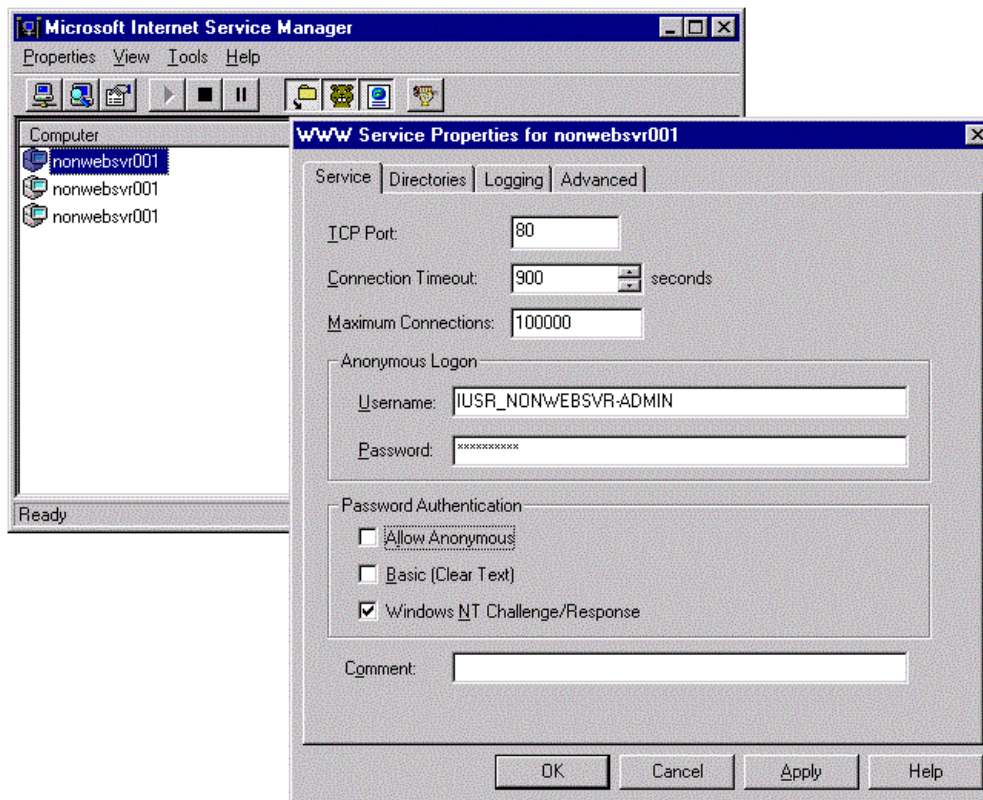 Microsoft Internet Service Manager
Properties View Tools Help
Computer
nonwebsvr001
nonwebsvr001
nonwebsvr001
Ready
WWW Service Properties for nonwebsvr001
Service Directories Logging Advanced
TCP Port: 80
Connection Timeout: 900 seconds
Maximum Connections: 100000
Anonymous Logon
Username: IUSR_NONWEBSVR-ADMIN
Password: **********
Password Authentication
Allow Anonymous
Basic (Clear Text)
Windows NT Challenge/Response
Comment:
OK Cancel Apply Help